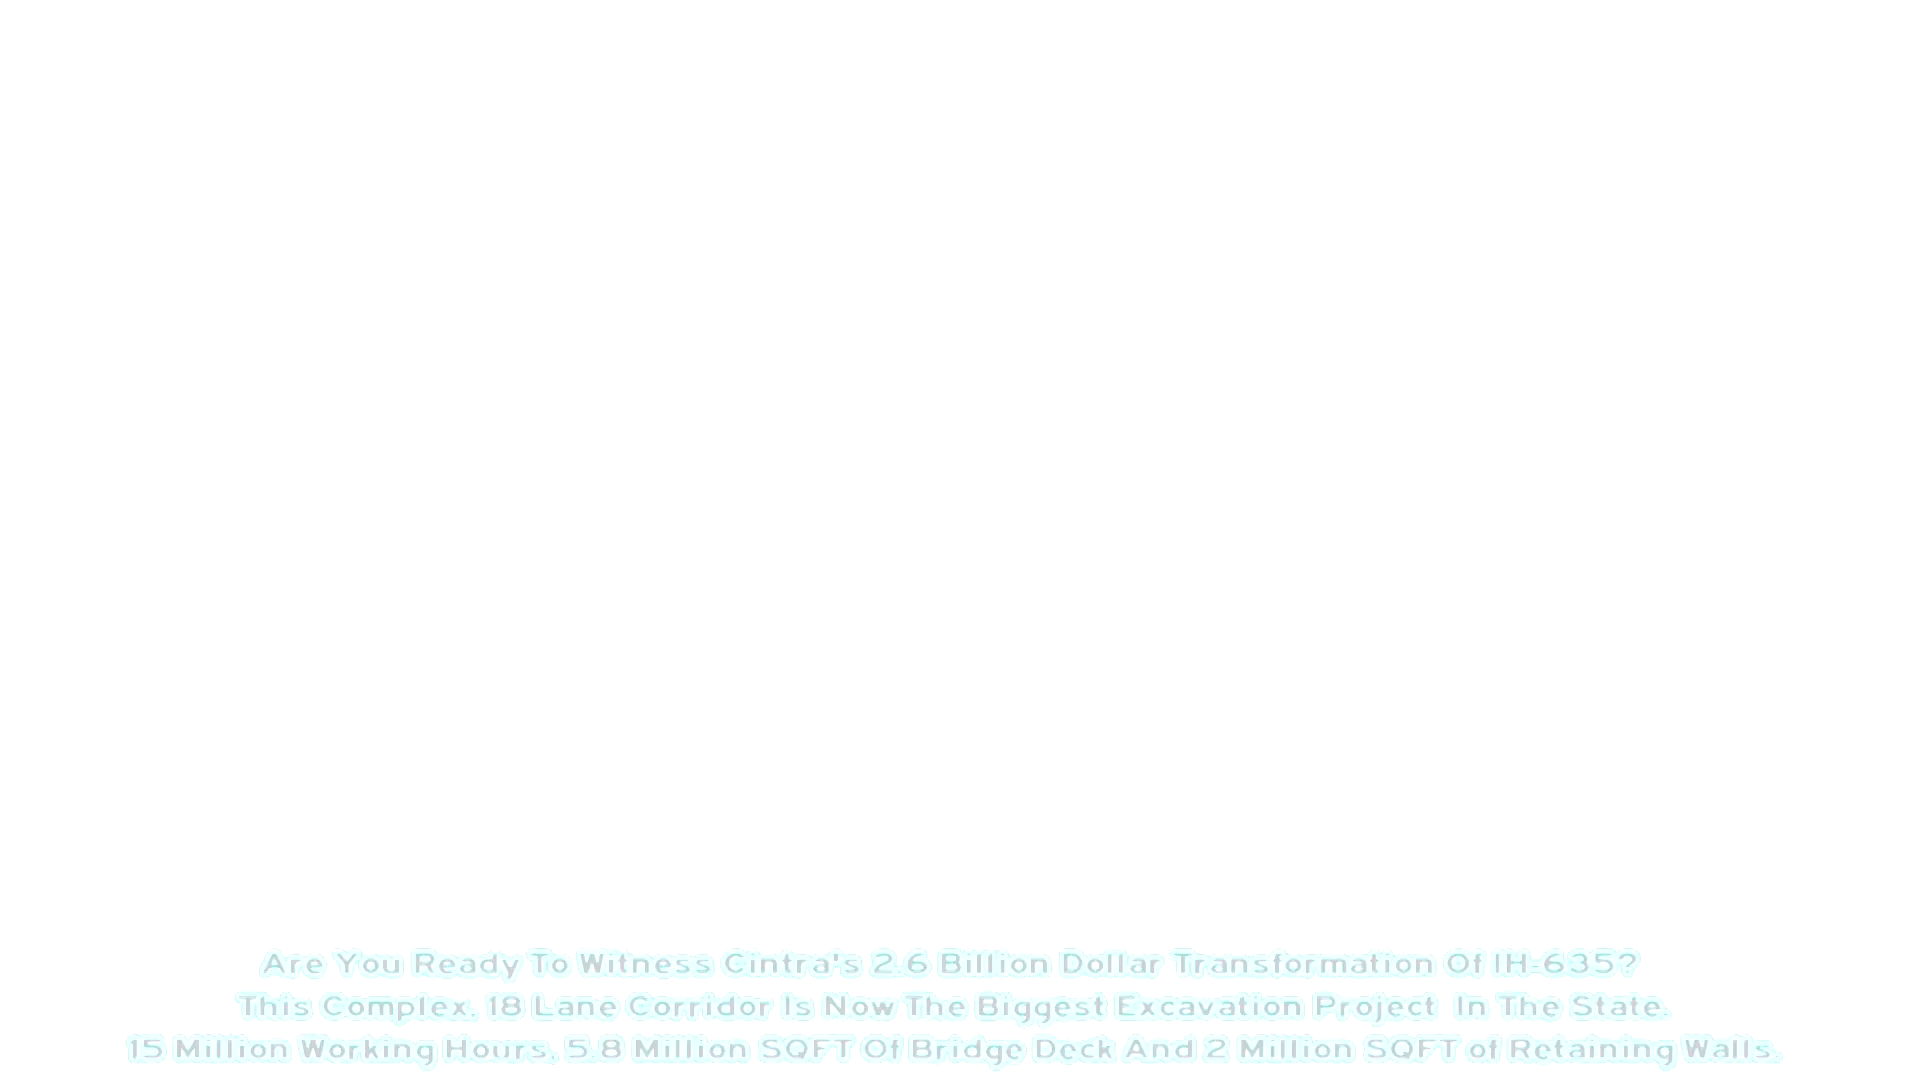 Are You Ready To Witness Cintra's 2.6 Billion Dollar Transformation Of IH-635?
This Complex, 18 Lane Corridor Is Now The Biggest Excavation Project In The State.
15 Million Working Hours, 5.8 Million SQFT Of Bridge Deck And 2 Million SQFT of Retaining Walls.